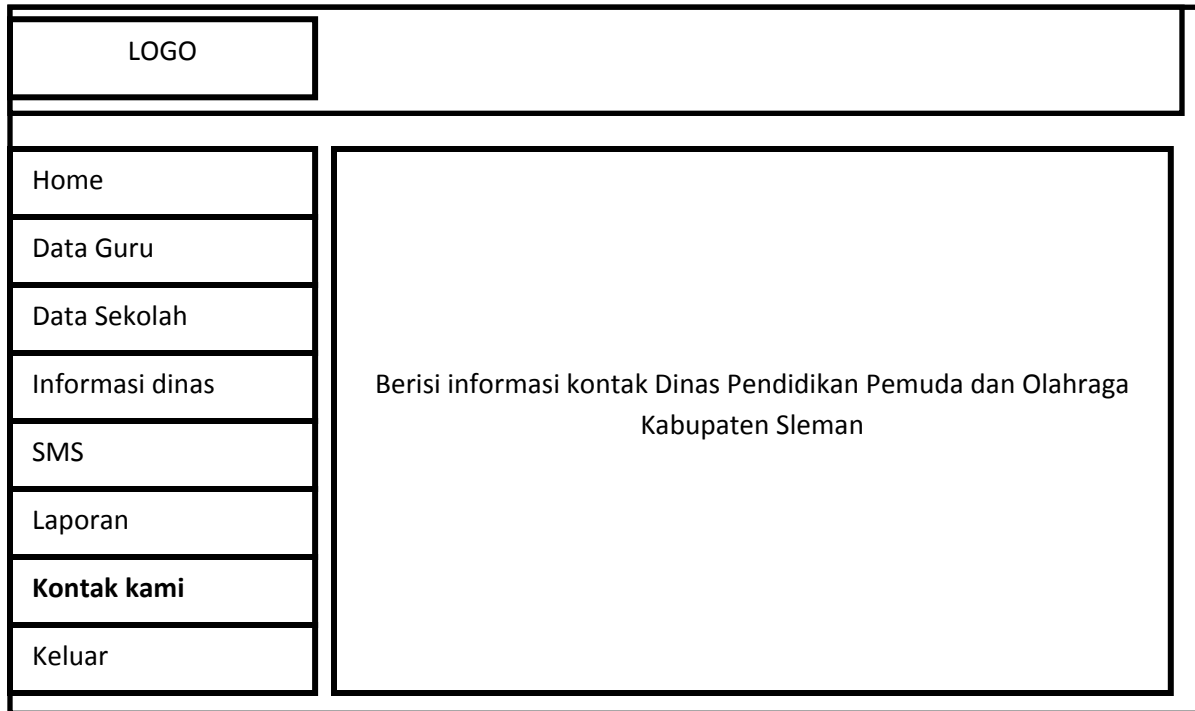 LOGO
Home
Data Guru
Data Sekolah
Informasi dinas
SMS
Laporan
Kontak kami
Keluar
Berisi informasi kontak Dinas Pendidikan Pemuda dan Olahraga
Kabupaten Sleman